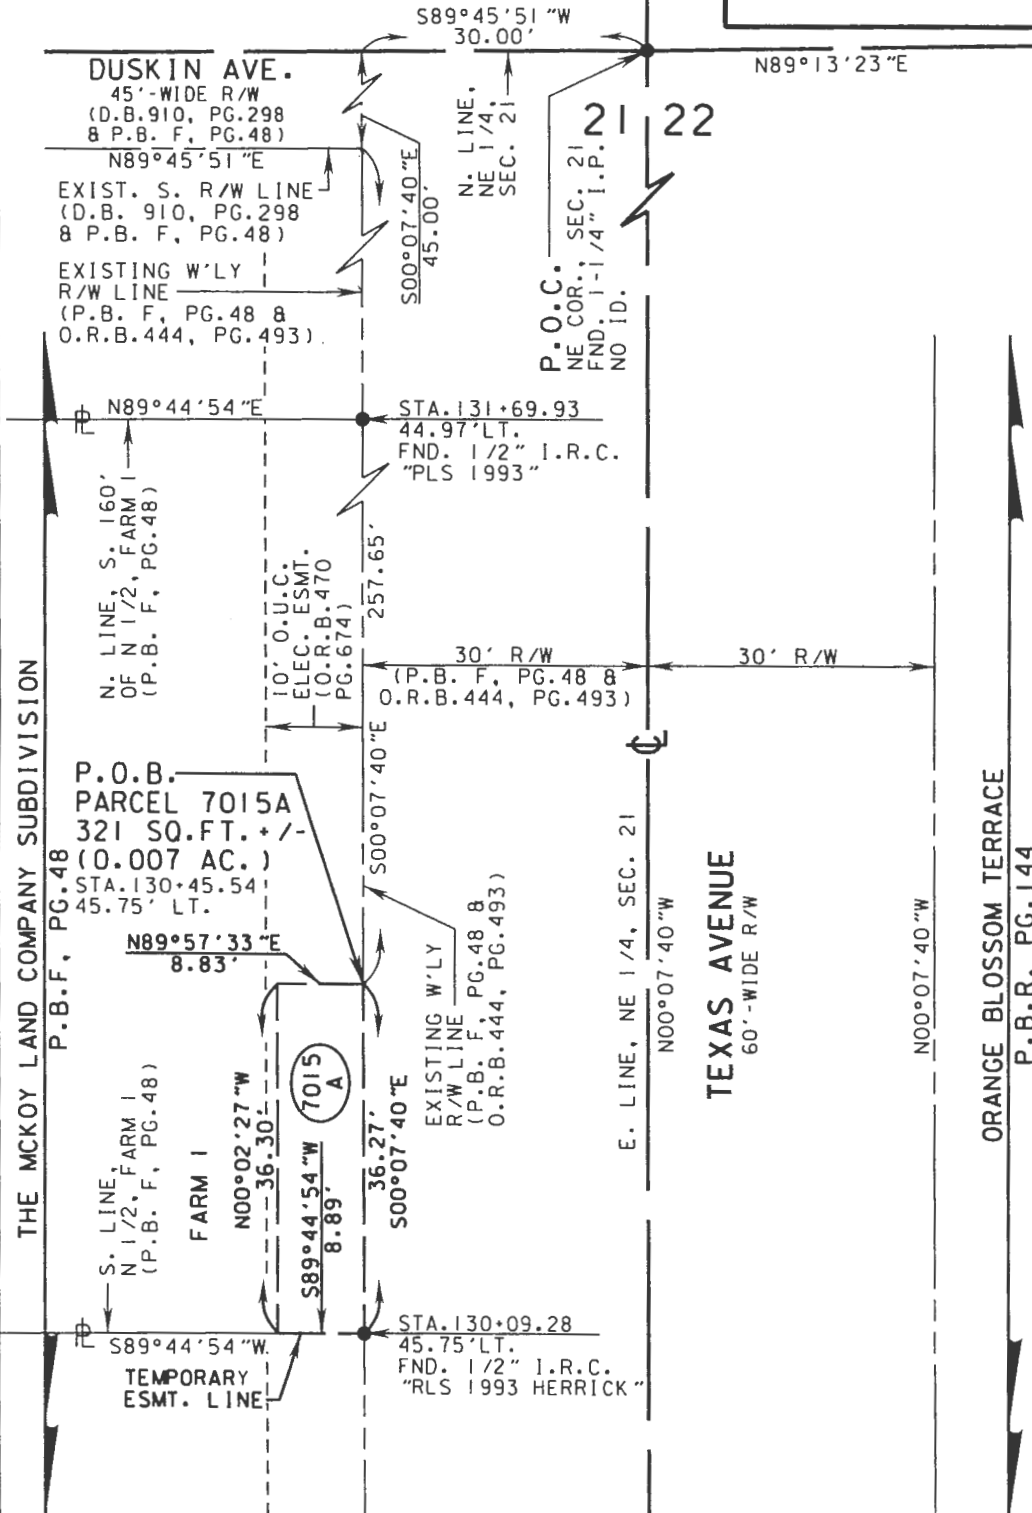 S89°45'51"W
30.00'
DUSKIN AVE.
45'-WIDE R/W
(D.B.910, PG.298
& P.B. F, PG.48)
N89°45'51"E
EXIST. S. R/W LINE
(D.B. 910, PG.298
& P.B. F, PG.48)
EXISTING W'LY
R/W LINE
(P.B. F, PG.48 &
O.R.B.444, PG.493)
S00°07'40"E
45.00'
N. LINE,
NE 1/4,
SEC. 21
N89°13'23"E
21
22
P.O.C.
NE COR., SEC. 21
FND. 1-1/4" I.P.
NO ID.
N89°44'54"E
PL
STA.131+69.93
44.97'LT.
FND. 1/2" I.R.C.
"PLS 1993"
N. LINE, S. 160'
OF N 1/2, FARM 1
(P.B. F, PG.48)
10' O.U.C.
ELEC. ESMT.
(O.R.B.470
PG.674)
257.65'
S00°07'40"E
30' R/W
(P.B. F, PG.48 &
O.R.B.444, PG.493)
30' R/W
CL
THE MCKOY LAND COMPANY SUBDIVISION
P.B.F, PG.48
P.O.B.
PARCEL 7015A
321 SQ.FT. +/-
(0.007 AC.)
STA.130+45.54
45.75' LT.
N89°57'33"E
8.83'
EXISTING W'LY
R/W LINE
(P.B. F, PG.48 &
O.R.B.444, PG.493)
E. LINE, NE 1/4, SEC. 21
N00°07'40"W
TEXAS AVENUE
60'-WIDE R/W
N00°07'40"W
ORANGE BLOSSOM TERRACE
P.B.R, PG.144
S. LINE,
N 1/2, FARM 1
(P.B. F, PG.48)
FARM 1
N00°02'27"W
36.30'
7015
A
S89°44'54"W
8.89'
36.27'
S00°07'40"E
PL
S89°44'54"W
STA.130+09.28
45.75'LT.
FND. 1/2" I.R.C.
"RLS 1993 HERRICK"
TEMPORARY
ESMT. LINE